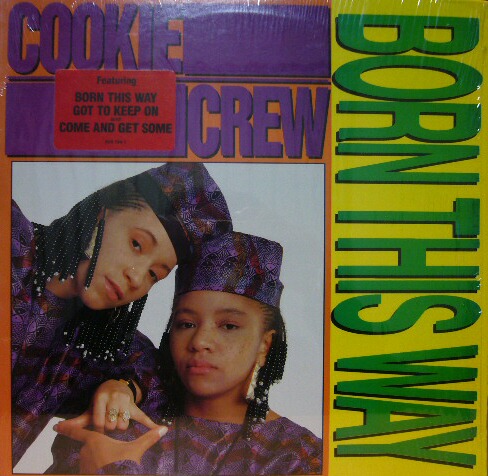 COOKIE
CREW
Featuring
BORN THIS WAY
GOT TO KEEP ON
COME AND GET SOME
BORN THIS WAY